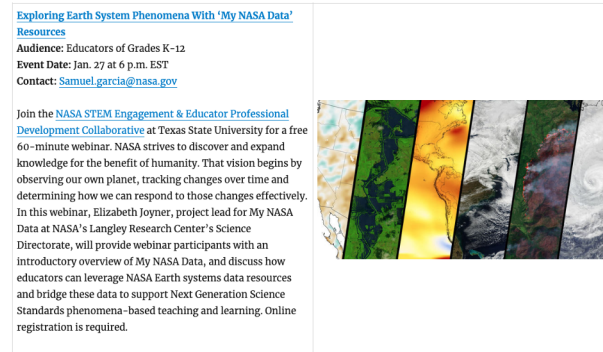 Exploring Earth System Phenomena With ‘My NASA Data’
Resources
Audience: Educators of Grades K-12
Event Date: Jan. 27 at 6 p.m. EST
Contact: Samuel.garcia@nasa.gov
Join the NASA STEM Engagement & Educator Professional
Development Collaborative at Texas State University for a free
60-minute webinar. NASA strives to discover and expand
knowledge for the benefit of humanity. That vision begins by
observing our own planet, tracking changes over time and
determining how we can respond to those changes effectively.
In this webinar, Elizabeth Joyner, project lead for My NASA
Data at NASA’s Langley Research Center’s Science
Directorate, will provide webinar participants with an
introductory overview of My NASA Data, and discuss how
educators can leverage NASA Earth systems data resources
and bridge these data to support Next Generation Science
Standards phenomena-based teaching and learning. Online
registration is required.